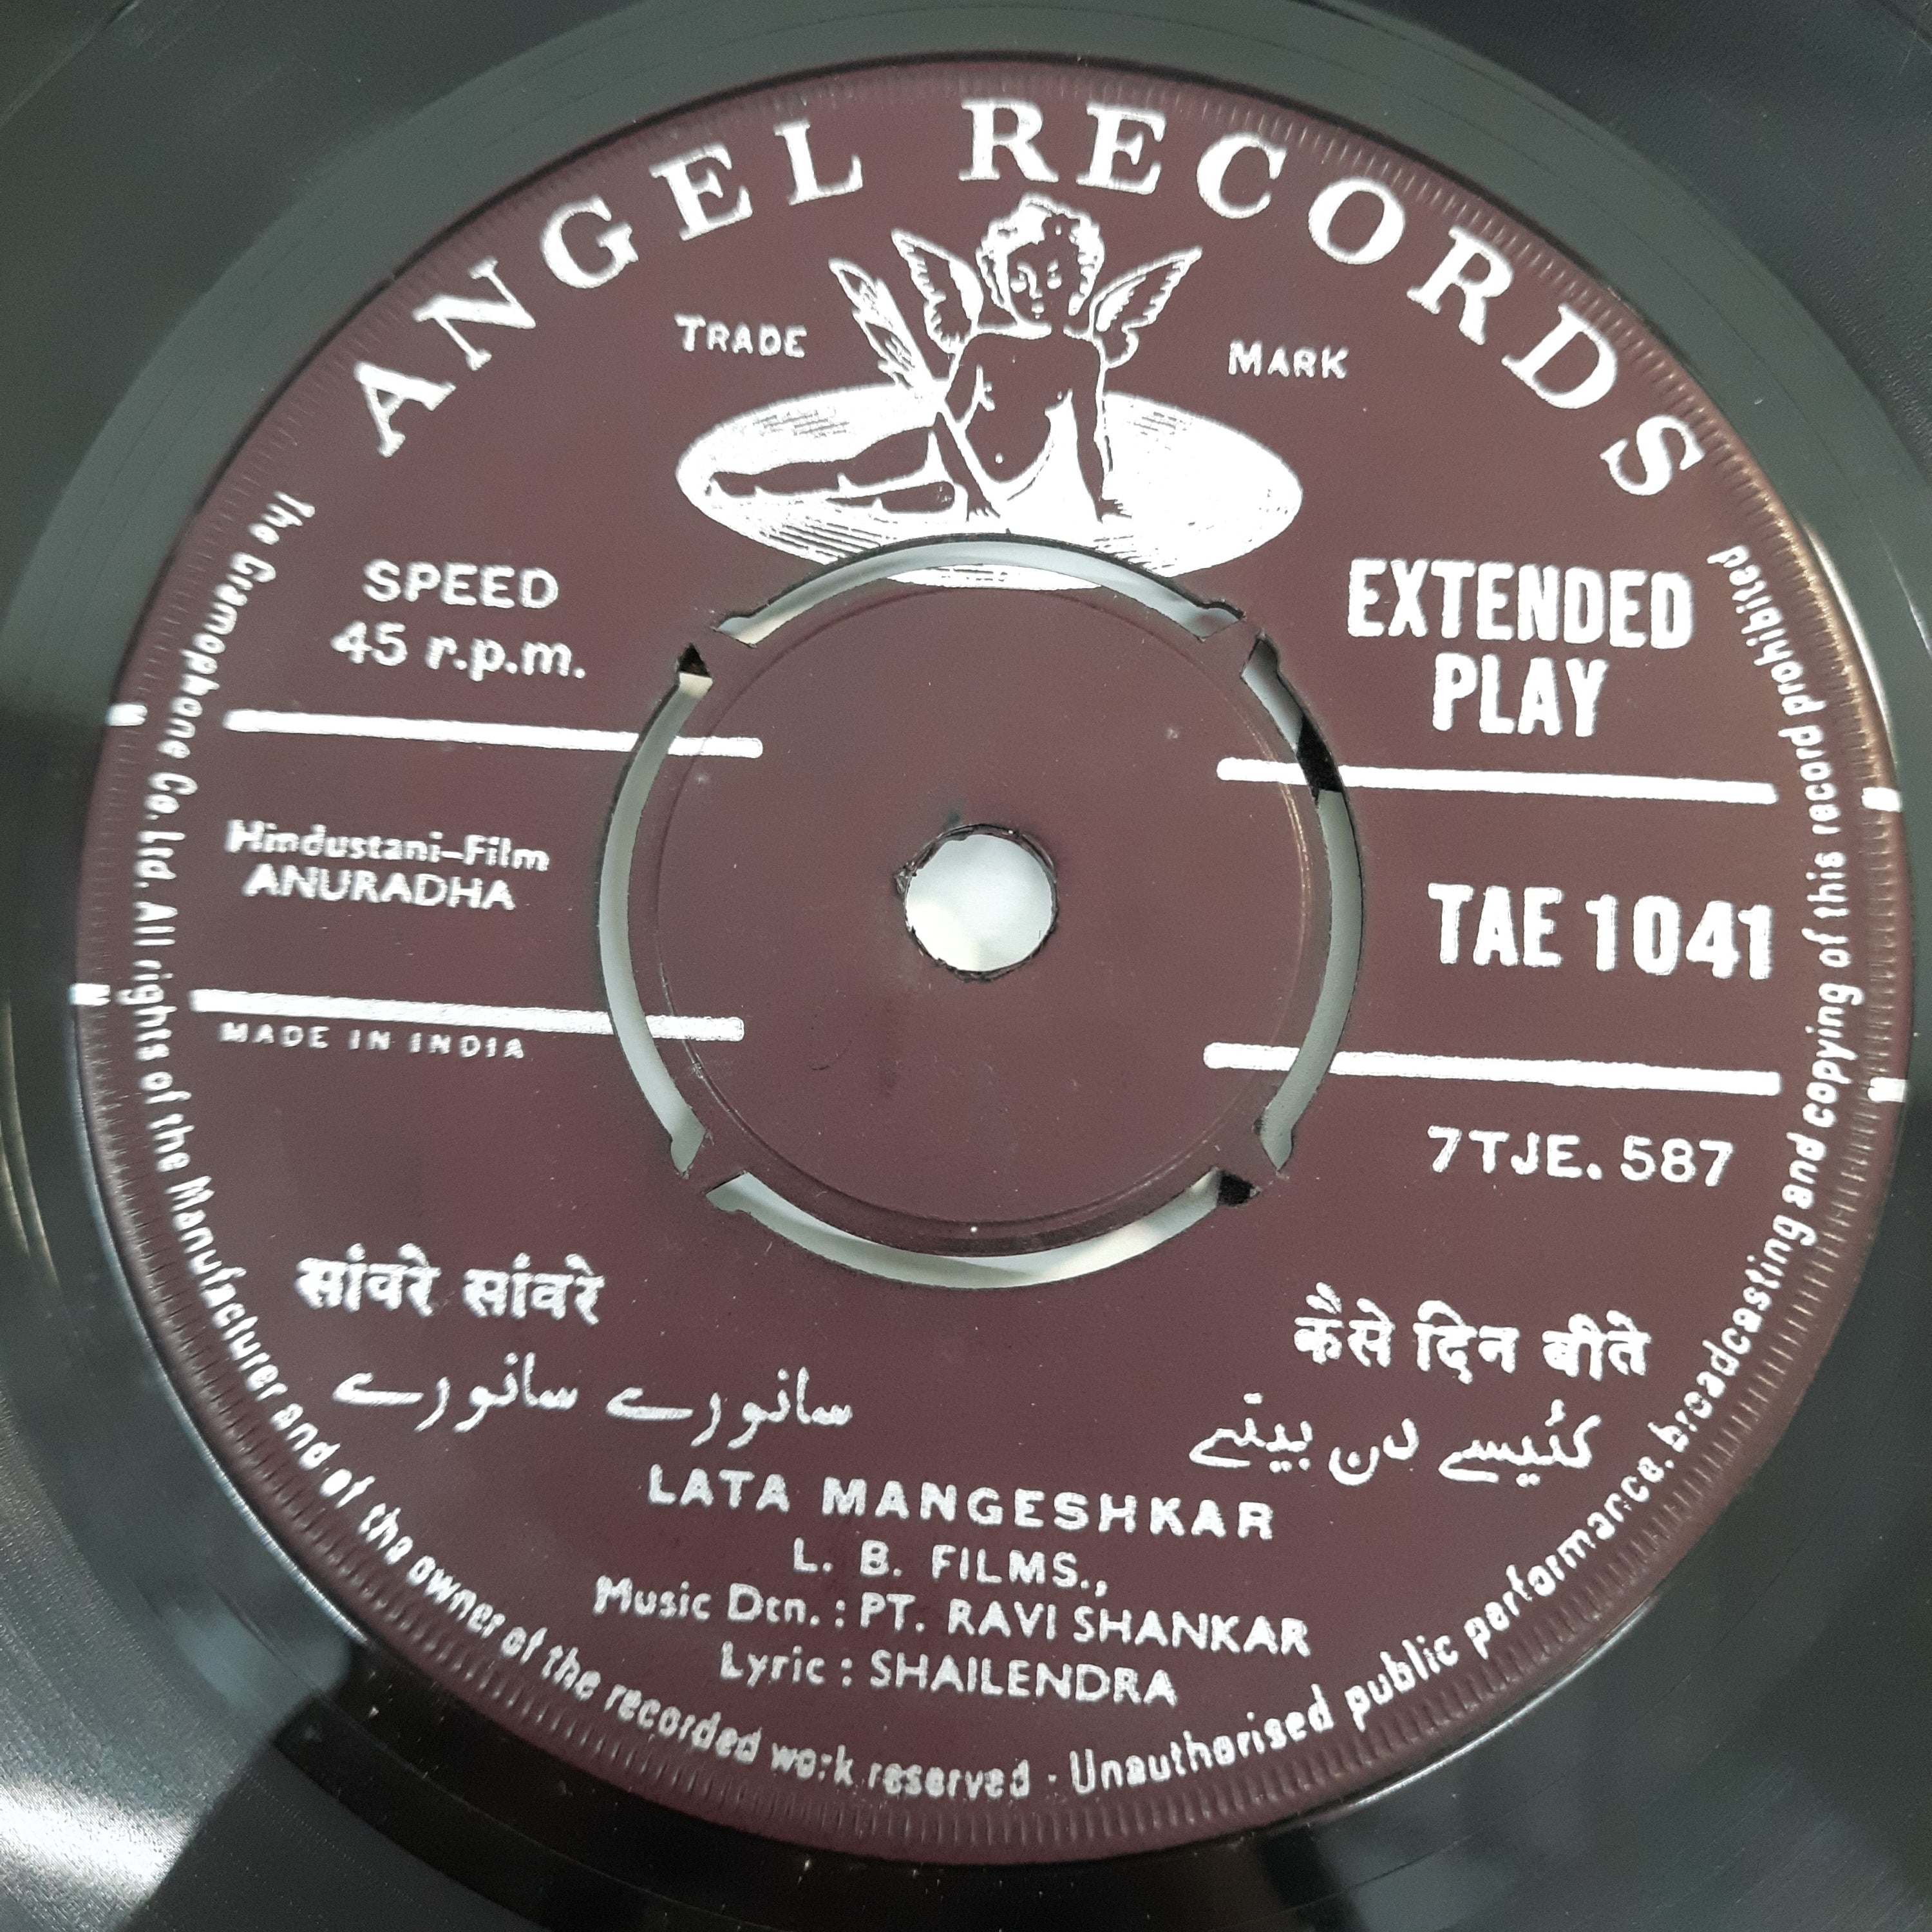 ANGEL RECORDS
TRADE MARK
SPEED
45 r.p.m.
EXTENDED
PLAY
Hindustani-Film
ANURADHA
TAE 1041
MADE IN INDIA
7TJE. 587
सांवरे सांवरे
سانورے سانورے
कैसे दिन बीते
کئیسے دن بیتے
LATA MANGESHKAR
L. B. FILMS.,
Music Dtn. : PT. RAVI SHANKAR
Lyric : SHAILENDRA
The Gramophone Co. Ltd. All rights of the Manufacturer and of the owner of the recorded work reserved · Unauthorised public performance, broadcasting and copying of this record prohibited